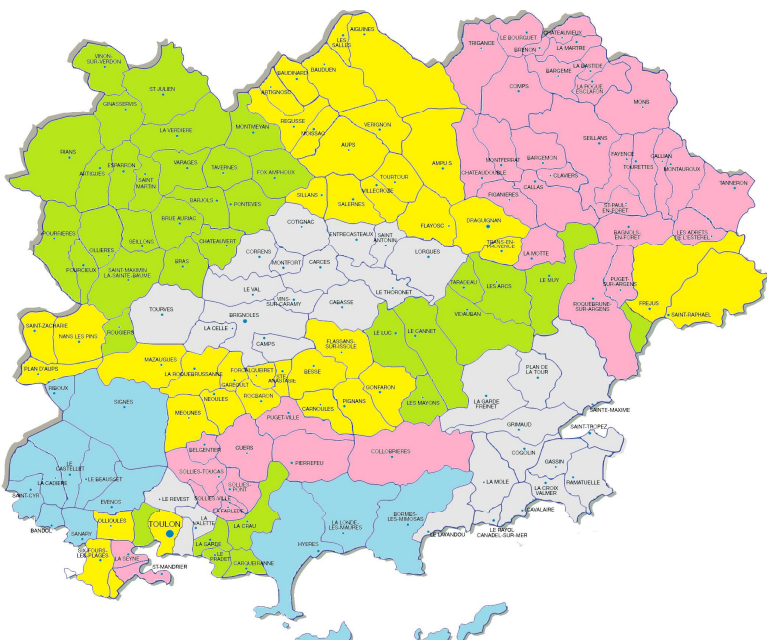 AIGUINES
LES
SALLES
TRIGANCE
LE BOURGUET
CHATEAUVIEUX
BRENON
LA MARTRE
VINON-
SUR-VERDON
BAUDUEN
BAUDINARD
LA BASTIDE
BARGEME
COMPS
LA ROQUE
ESCLAPON
ST JULIEN
ARTIGNOSC
GINASSERVIS
MONS
REGUSSE
VERIGNON
MONTMEYAN
MOISSAC
LA VERDIERE
SEILLANS
AUPS
RIANS
FAYENCE
CALLIAN
MONTFERRAT
BARGEMON
AMPUS
VARAGES
ESPARRON
TAVERNES
TOURETTES
MONTAUROUX
ARTIGUES
FOX AMPHOUX
CHATEAUDOUBLE
CLAVIERS
SAINT
MARTIN
TOURTOUR
TANNERON
CALLAS
VILLECROZE
SILLANS
FIGANIERES
BARJOLS
PONTEVES
SALERNES
ST-PAUL-
EN-FORET
BRUE AURIAC
COTIGNAC
DRAGUIGNAN
FLAYOSC
POURRIERES
ENTRECASTEAUX
SAINT
ANTONIN
BAGNOLS-
EN-FORET
LES ADRETS
DE L'ESTEREL
SEILLONS
CHATEAUVERT
TRANS-EN-
PROVENCE
OLLIERES
CORRENS
LORGUES
LA MOTTE
BRAS
MONTFORT
CARCES
POURCIEUX
SAINT-MAXIMIN
LA-SAINTE-BAUME
TARADEAU
LES ARCS
LE MUY
PUGET-
SUR-ARGENS
LE VAL
LE THORONET
VINS-
SUR-CARAMY
CABASSE
ROQUEBRUNE-
SUR-ARGENS
FREJUS
TOURVES
BRIGNOLES
VIDAUBAN
SAINT-RAPHAEL
SAINT-ZACHARIE
LA CELLE
NANS LES PINS
ROUGIERS
LE LUC
LE CANNET
CAMPS
FLASSANS-
SUR-ISSOLE
MAZAUGUES
PLAN D'AUPS
LA ROQUEBRUSSANNE
FORCALQUEIRET
BESSE
PLAN DE
LA TOUR
STE
ANASTASIE
GAREOULT
RIBOUX
GONFARON
NEOULES
ROCBARON
SIGNES
PIGNANS
LES MAYONS
LA GARDE
FREINET
CARNOULES
SAINTE-MAXIME
MEOUNES
PUGET-VILLE
GRIMAUD
SAINT-TROPEZ
BELGENTIER
CUERS
COLLOBRIERES
COGOLIN
GASSIN
LE
CASTELLET
PIERREFEU
SOLLIES-TOUCAS
LE BEAUSSET
LA CADIERE
LA MOLE
RAMATUELLE
SOLLIES-
PONT
LA CROIX
VALMER
SAINT-CYR
LE REVEST
SOLLIES-VILLE
EVENOS
LA FARLEDE
CAVALAIRE
BORMES-
LES-MIMOSAS
LA LONDE-
LES-MAURES
OLLIOULES
TOULON
LA
VALETTE
LA CRAU
BANDOL
SANARY
LE LAVANDOU
LE RAYOL
CANADEL-SUR-MER
LA GARDE
HYERES
SIX-FOURS-
LES-PLAGES
LA SEYNE
LE
PRADET
CARQUEIRANNE
ST-MANDRIER